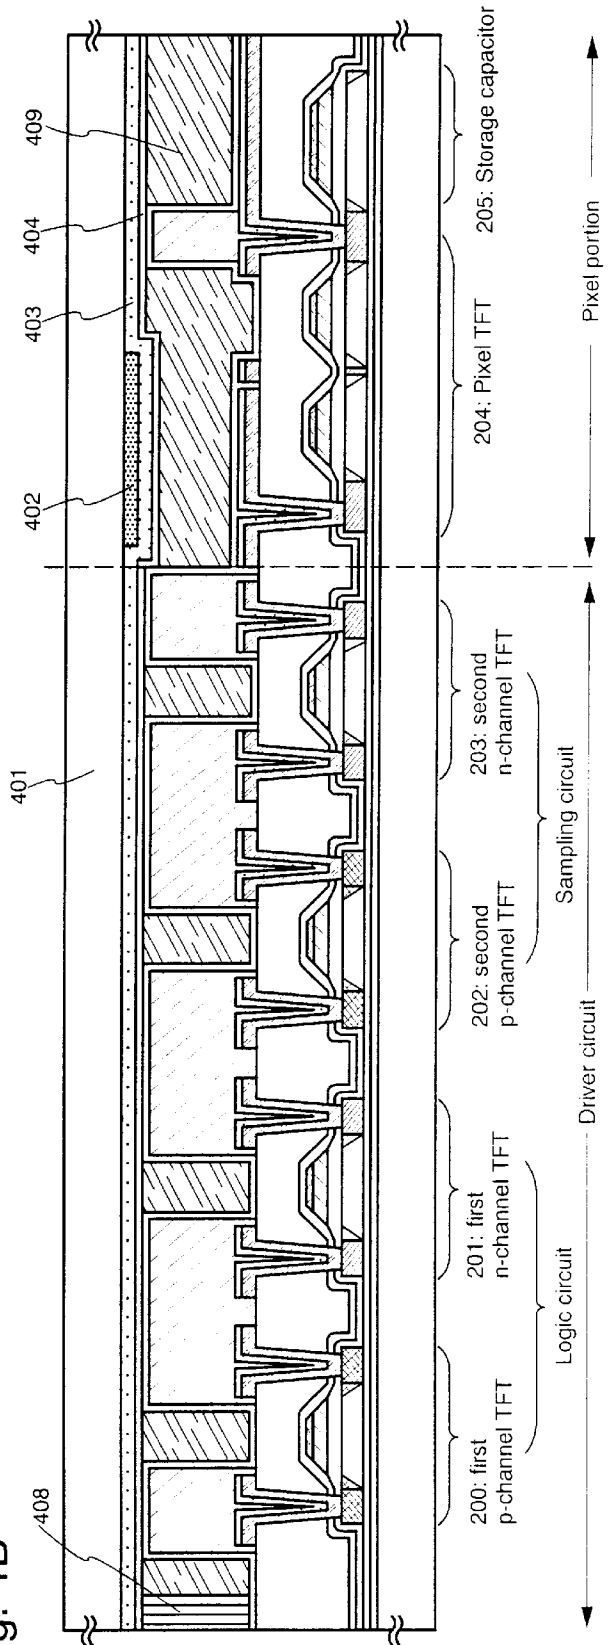 408
401
402
403
404
409
200: first
p-channel TFT
201: first
n-channel TFT
202: second
p-channel TFT
203: second
n-channel TFT
204: Pixel TFT
205: Storage capacitor
Logic circuit
Sampling circuit
Driver circuit
Pixel portion